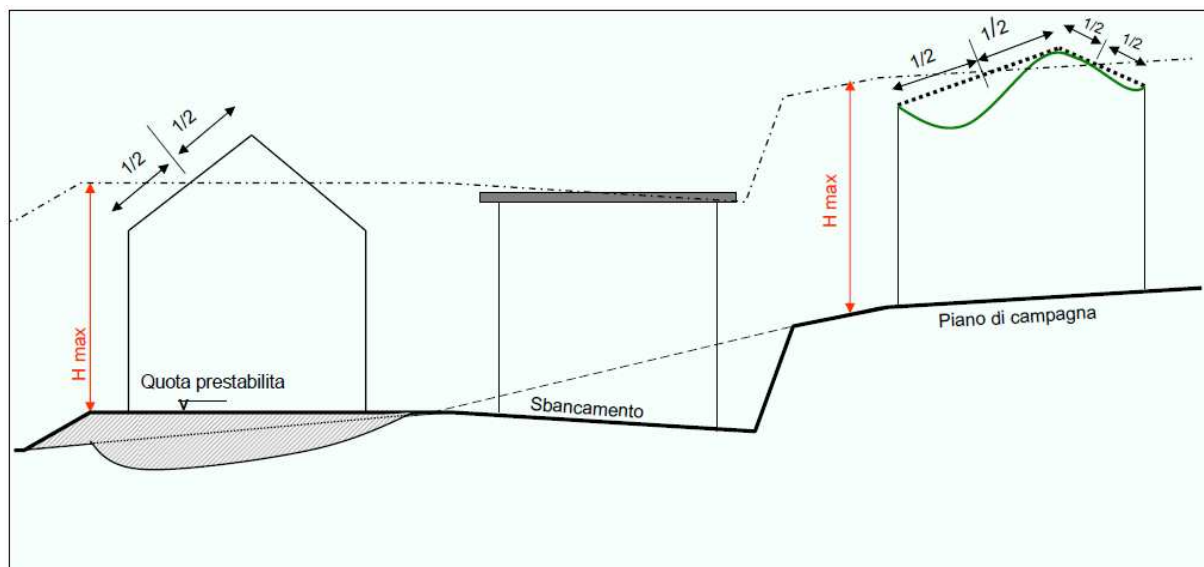 1/2
1/2
H max
Quota prestabilita
Sbancamento
1/2
1/2
1/2
1/2
H max
Piano di campagna